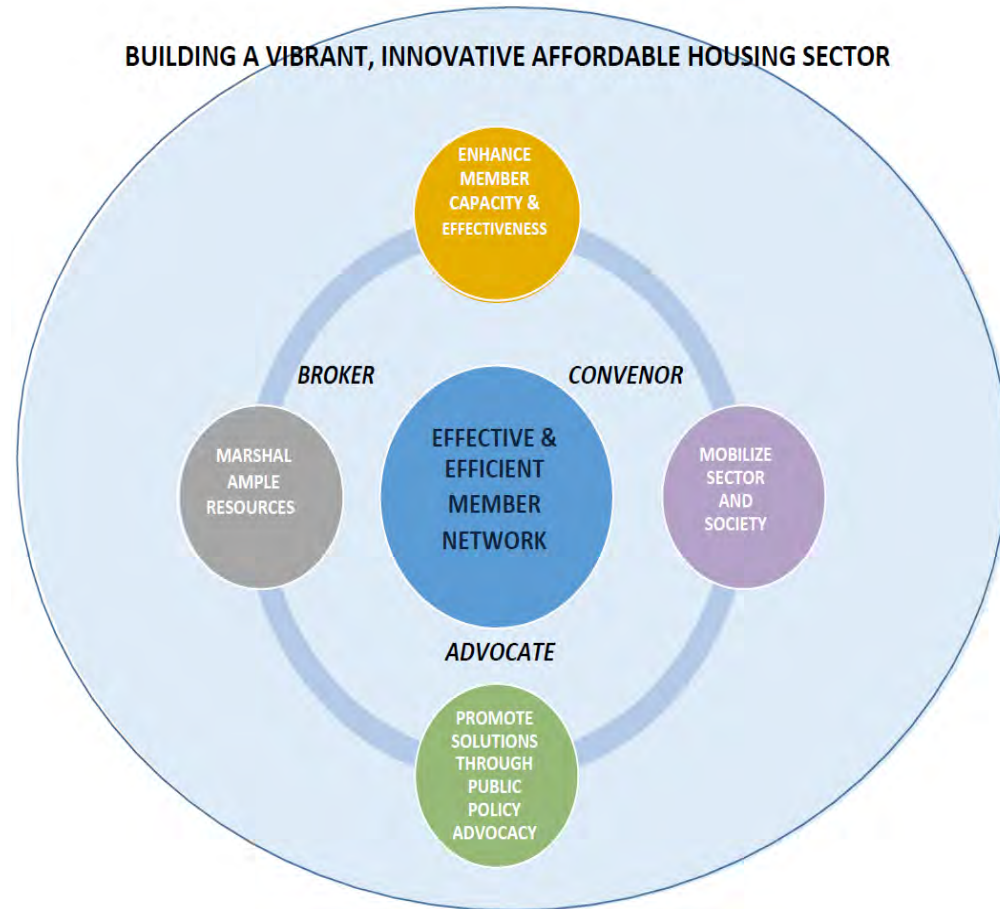 BUILDING A VIBRANT, INNOVATIVE AFFORDABLE HOUSING SECTOR
ENHANCE
MEMBER
CAPACITY &
EFFECTIVENESS
BROKER
CONVENOR
MARSHAL
AMPLE
RESOURCES
EFFECTIVE &
EFFICIENT
MEMBER
NETWORK
MOBILIZE
SECTOR
AND
SOCIETY
ADVOCATE
PROMOTE
SOLUTIONS
THROUGH
PUBLIC
POLICY
ADVOCACY